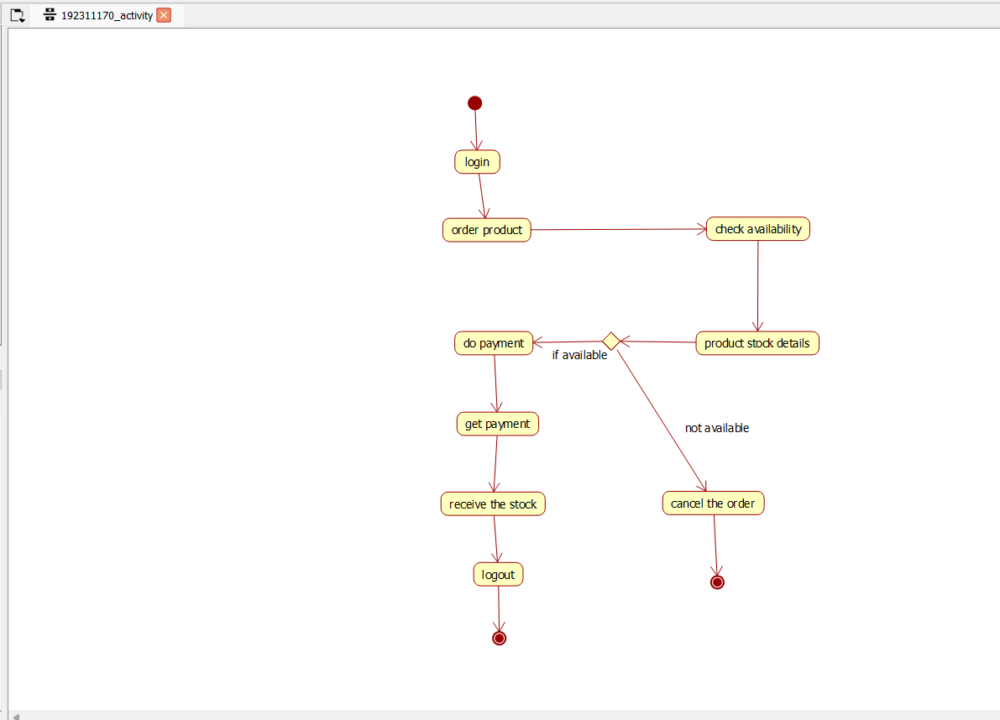 192311170_activity
login
order product
check availability
do payment
if available
product stock details
get payment
not available
receive the stock
cancel the order
logout